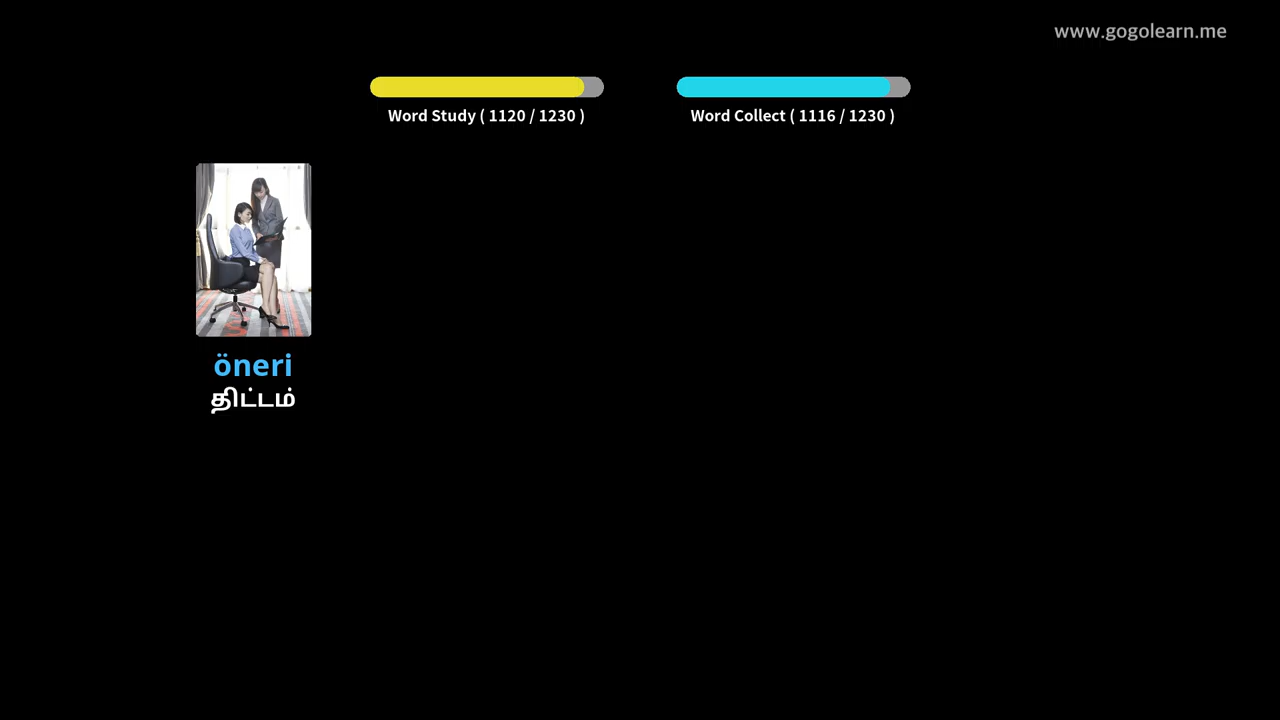 www.gogolearn.me
Word Study ( 1120 / 1230 )
Word Collect ( 1116 / 1230 )
öneri
திட்டம்